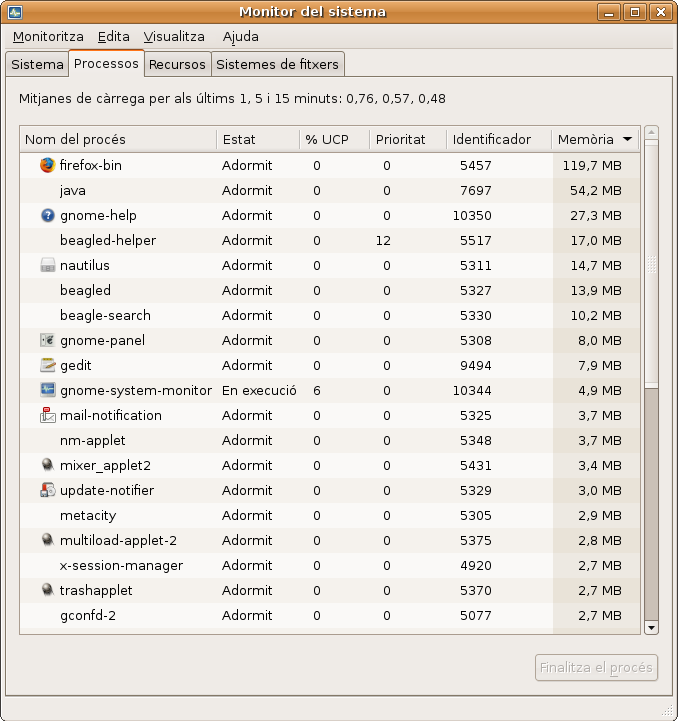 Monitor del sistema
Monitoritza Edita Visualitza Ajuda
Sistema Processos Recursos Sistemes de fitxers
Mitjanes de càrrega per als últims 1, 5 i 15 minuts: 0,76, 0,57, 0,48
Nom del procés Estat % UCP Prioritat Identificador Memòria
firefox-bin Adormit 0 0 5457 119,7 MB
java Adormit 0 0 7697 54,2 MB
gnome-help Adormit 0 0 10350 27,3 MB
beagled-helper Adormit 0 12 5517 17,0 MB
nautilus Adormit 0 0 5311 14,7 MB
beagled Adormit 0 0 5327 13,9 MB
beagle-search Adormit 0 0 5330 10,2 MB
gnome-panel Adormit 0 0 5308 8,0 MB
gedit Adormit 0 0 9494 7,9 MB
gnome-system-monitor En execució 6 0 10344 4,9 MB
mail-notification Adormit 0 0 5325 3,7 MB
nm-applet Adormit 0 0 5348 3,7 MB
mixer_applet2 Adormit 0 0 5431 3,4 MB
update-notifier Adormit 0 0 5329 3,0 MB
metacity Adormit 0 0 5305 2,9 MB
multiload-applet-2 Adormit 0 0 5375 2,8 MB
x-session-manager Adormit 0 0 4920 2,7 MB
trashapplet Adormit 0 0 5370 2,7 MB
gconfd-2 Adormit 0 0 5077 2,7 MB
Finalitza el procés